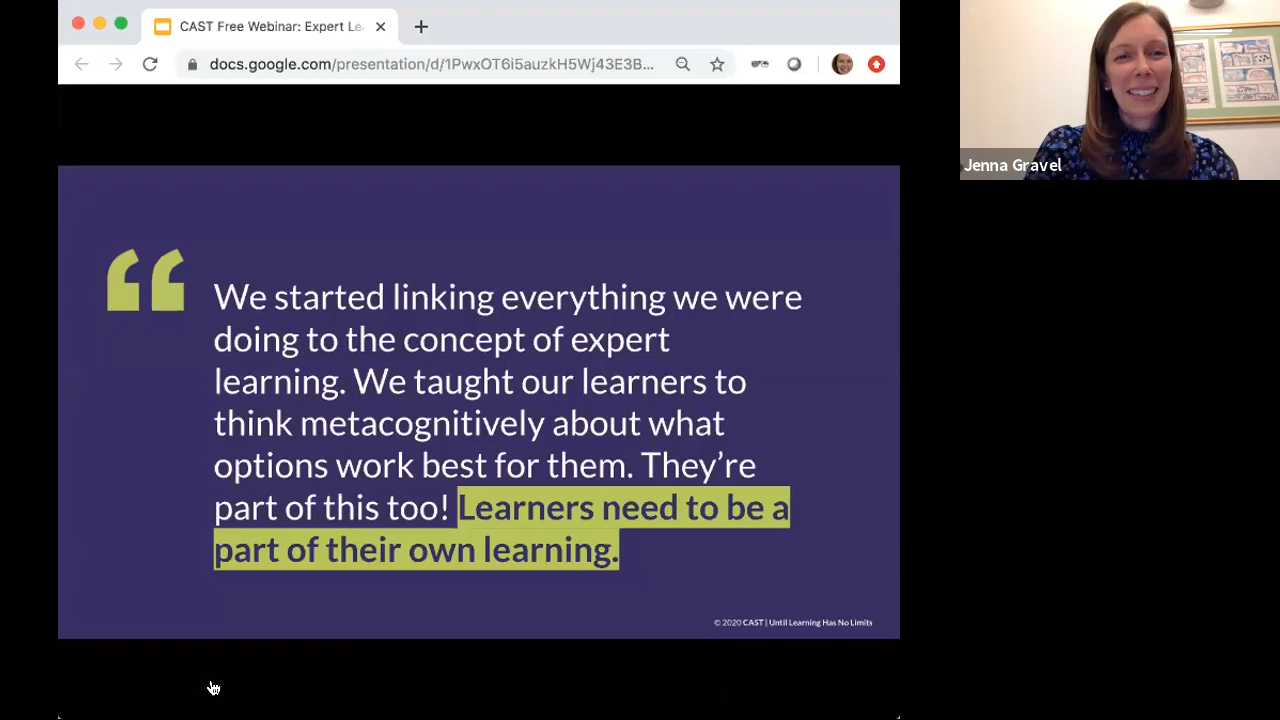 CAST Free Webinar: Expert Le
docs.google.com/presentation/d/1PwxOT6i5auzkH5Wj43E3B...
Jenna Gravel
We started linking everything we were
doing to the concept of expert
learning. We taught our learners to
think metacognitively about what
options work best for them. They’re
part of this too! Learners need to be a
part of their own learning.
© 2020 CAST | Until Learning Has No Limits